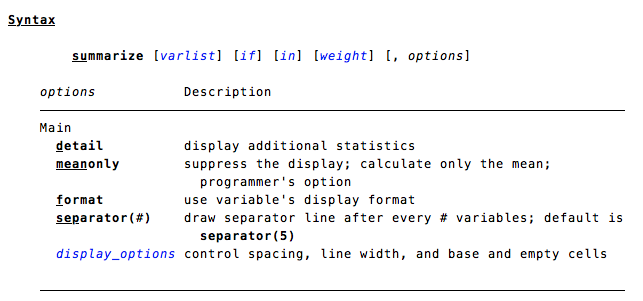 Syntax
summarize [varlist] [if] [in] [weight] [, options]
options Description
Main
detail display additional statistics
meanonly suppress the display; calculate only the mean;
programmer's option
format use variable's display format
separator(#) draw separator line after every # variables; default is
separator(5)
display_options control spacing, line width, and base and empty cells